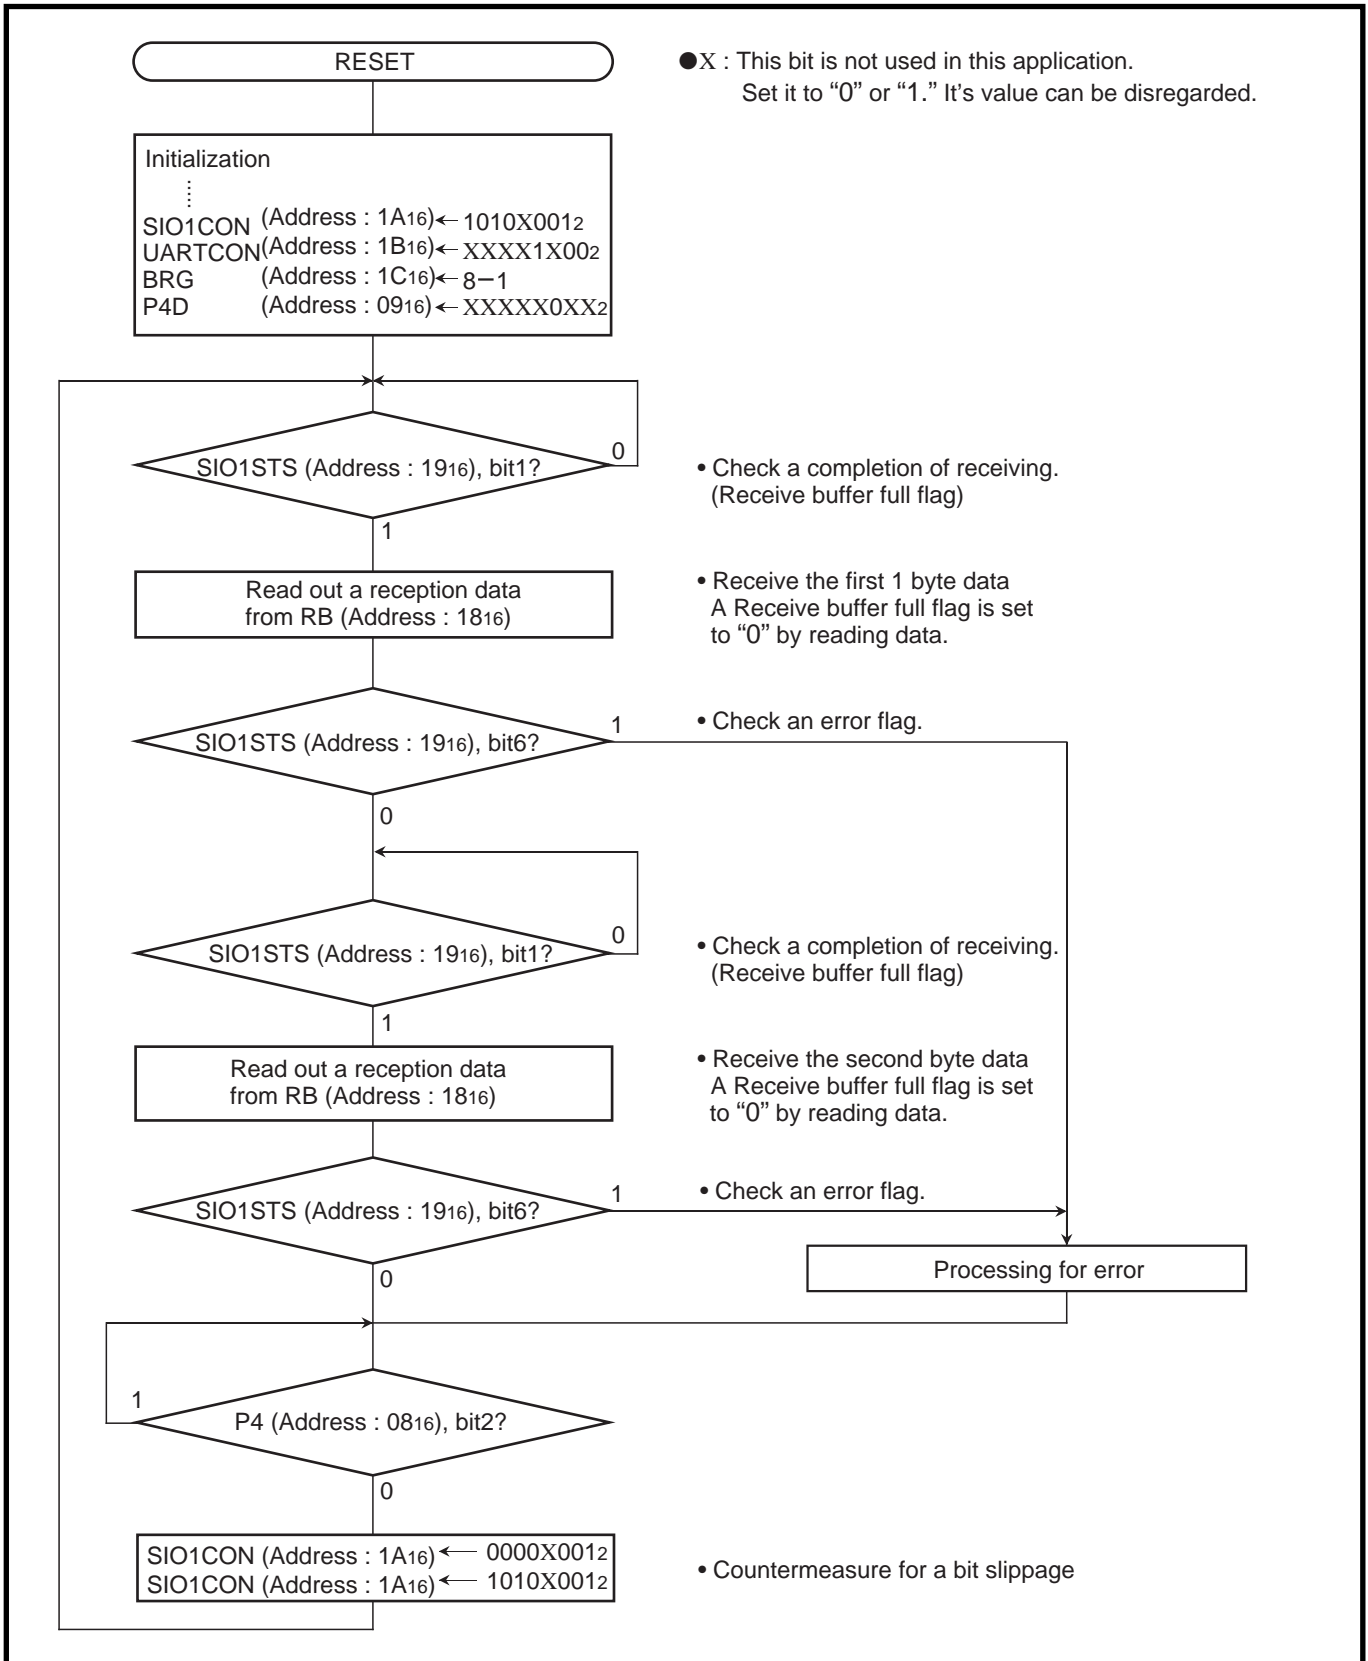 RESET
●X : This bit is not used in this application.
Set it to “0” or “1.” It’s value can be disregarded.
Initialization
SIO1CON (Address : 1A16)← 1010X0012
UARTCON(Address : 1B16)← XXXX1X002
BRG (Address : 1C16)← 8−1
P4D (Address : 0916)← XXXXX0XX2
SIO1STS (Address : 1916), bit1?
0
• Check a completion of receiving.
(Receive buffer full flag)
1
Read out a reception data
from RB (Address : 1816)
• Receive the first 1 byte data
A Receive buffer full flag is set
to “0” by reading data.
SIO1STS (Address : 1916), bit6?
1
• Check an error flag.
0
SIO1STS (Address : 1916), bit1?
0
• Check a completion of receiving.
(Receive buffer full flag)
1
Read out a reception data
from RB (Address : 1816)
• Receive the second byte data
A Receive buffer full flag is set
to “0” by reading data.
SIO1STS (Address : 1916), bit6?
1
• Check an error flag.
0
Processing for error
1
P4 (Address : 0816), bit2?
0
SIO1CON (Address : 1A16)← 0000X0012
SIO1CON (Address : 1A16)← 1010X0012
• Countermeasure for a bit slippage